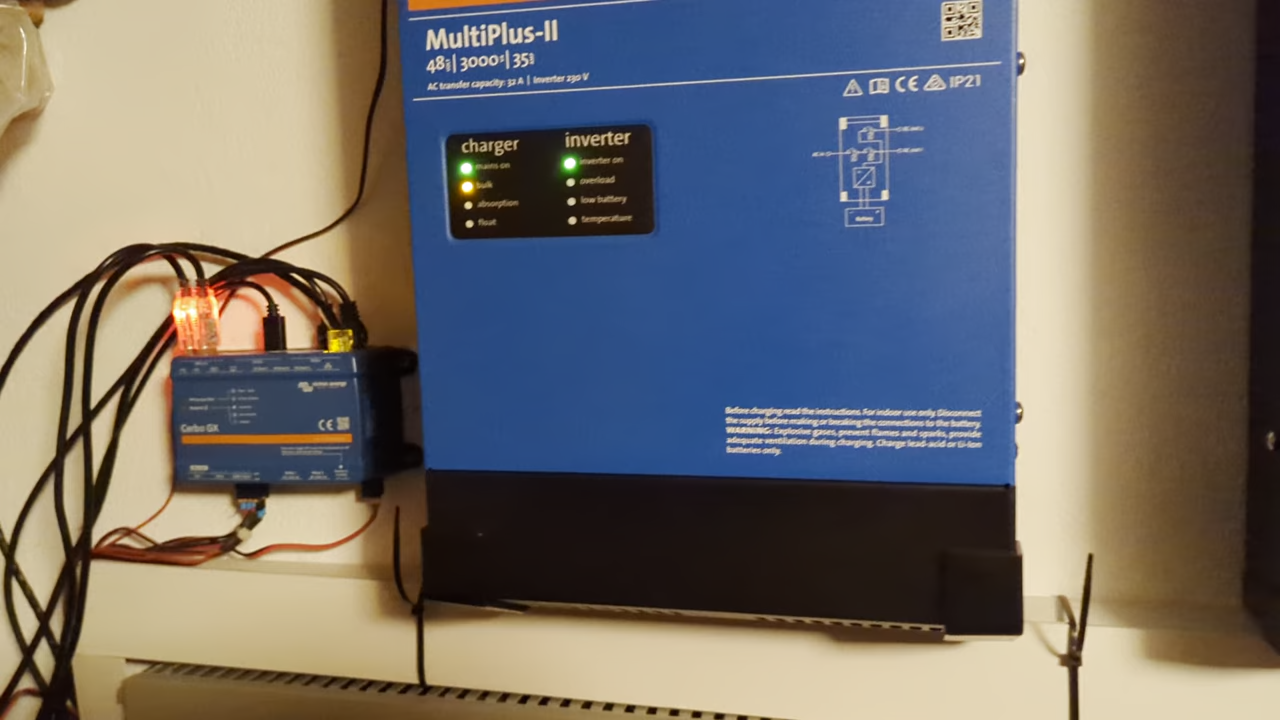 MultiPlus-II
48 | 3000 | 35
AC transfer capacity: 32 A | Inverter 230 V
IP21
charger
inverter
mains on
inverter on
bulk
overload
absorption
low battery
float
temperature
Battery
Cerbo GX
Before charging read the instructions. For indoor use only. Disconnect
the supply before making or breaking the connections to the battery.
WARNING: Explosive gases, prevent flames and sparks, provide
adequate ventilation during charging. Charge lead-acid or Li-Ion
batteries only.